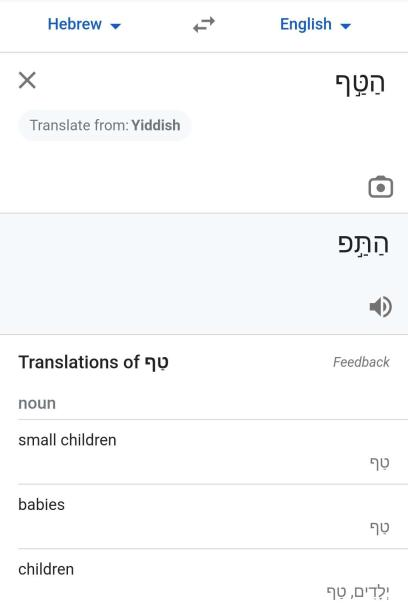 Hebrew English
הַטַּ֣ף
Translate from: Yiddish
הַתַּ֣פ
Translations of טַף Feedback
noun
small children
טַף
babies
טַף
children
יְלָדִים, טַף